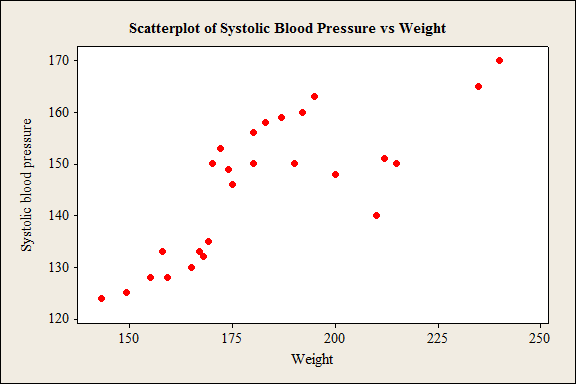 Scatterplot of Systolic Blood Pressure vs Weight
170
160
150
140
130
120
Systolic blood pressure
150 175 200 225 250
Weight